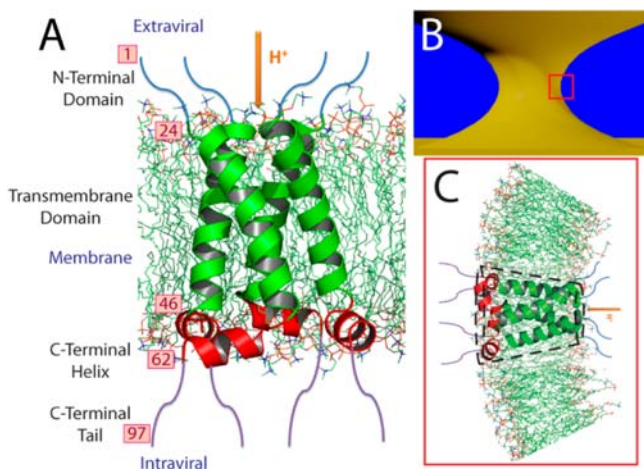 A
Extraviral
B
1
H+
N-Terminal
Domain
24
Transmembrane
Domain
Membrane
46
C-Terminal
Helix
62
C-Terminal
Tail
97
Intraviral
C
H+